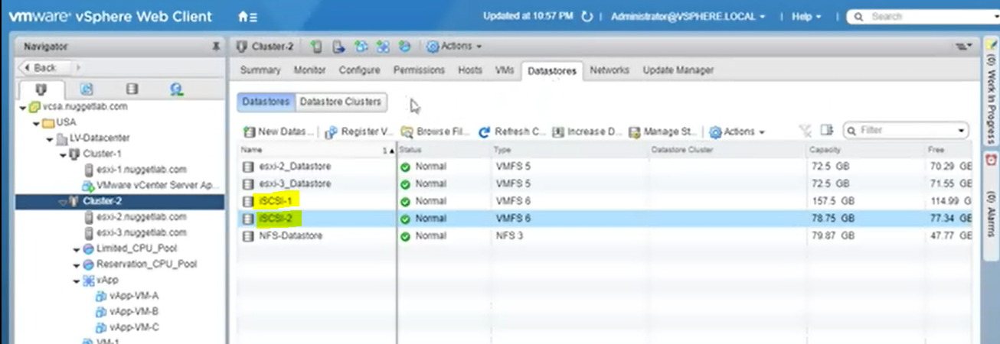 vmware® vSphere Web Client
Updated at 10:57 PM
Administrator@VSPHERE.LOCAL
Help
Search
Navigator
Back
vcsa.nuggetlab.com
USA
LV-Datacenter
Cluster-1
esxi-1.nuggetlab.com
VMware vCenter Server Ap...
Cluster-2
esxi-2.nuggetlab.com
esxi-3.nuggetlab.com
Limited_CPU_Pool
Reservation_CPU_Pool
vApp
vApp-VM-A
vApp-VM-B
vApp-VM-C
VM-1
Cluster-2 Actions
Summary Monitor Configure Permissions Hosts VMs Datastores Networks Update Manager
Datastores Datastore Clusters
New Datas... Register V... Browse Fil... Refresh C... Increase D... Manage St... Actions Filter
Name 1 Status Type Datastore Cluster Capacity Free
esxi-2_Datastore Normal VMFS 5 72.5 GB 70.29 GE
esxi-3_Datastore Normal VMFS 5 72.5 GB 71.55 GE
iSCSI-1 Normal VMFS 6 157.5 GB 114.99 G
iSCSI-2 Normal VMFS 6 78.75 GB 77.34 GE
NFS-Datastore Normal NFS 3 79.87 GB 47.77 GE
(0) Work In Progress
(0) Alarms